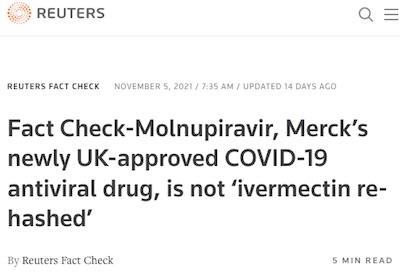 REUTERS
REUTERS FACT CHECK NOVEMBER 5, 2021 / 7:35 AM / UPDATED 14 DAYS AGO
Fact Check-Molnupiravir, Merck’s
newly UK-approved COVID-19
antiviral drug, is not ‘ivermectin re-
hashed’
By Reuters Fact Check 5 MIN READ